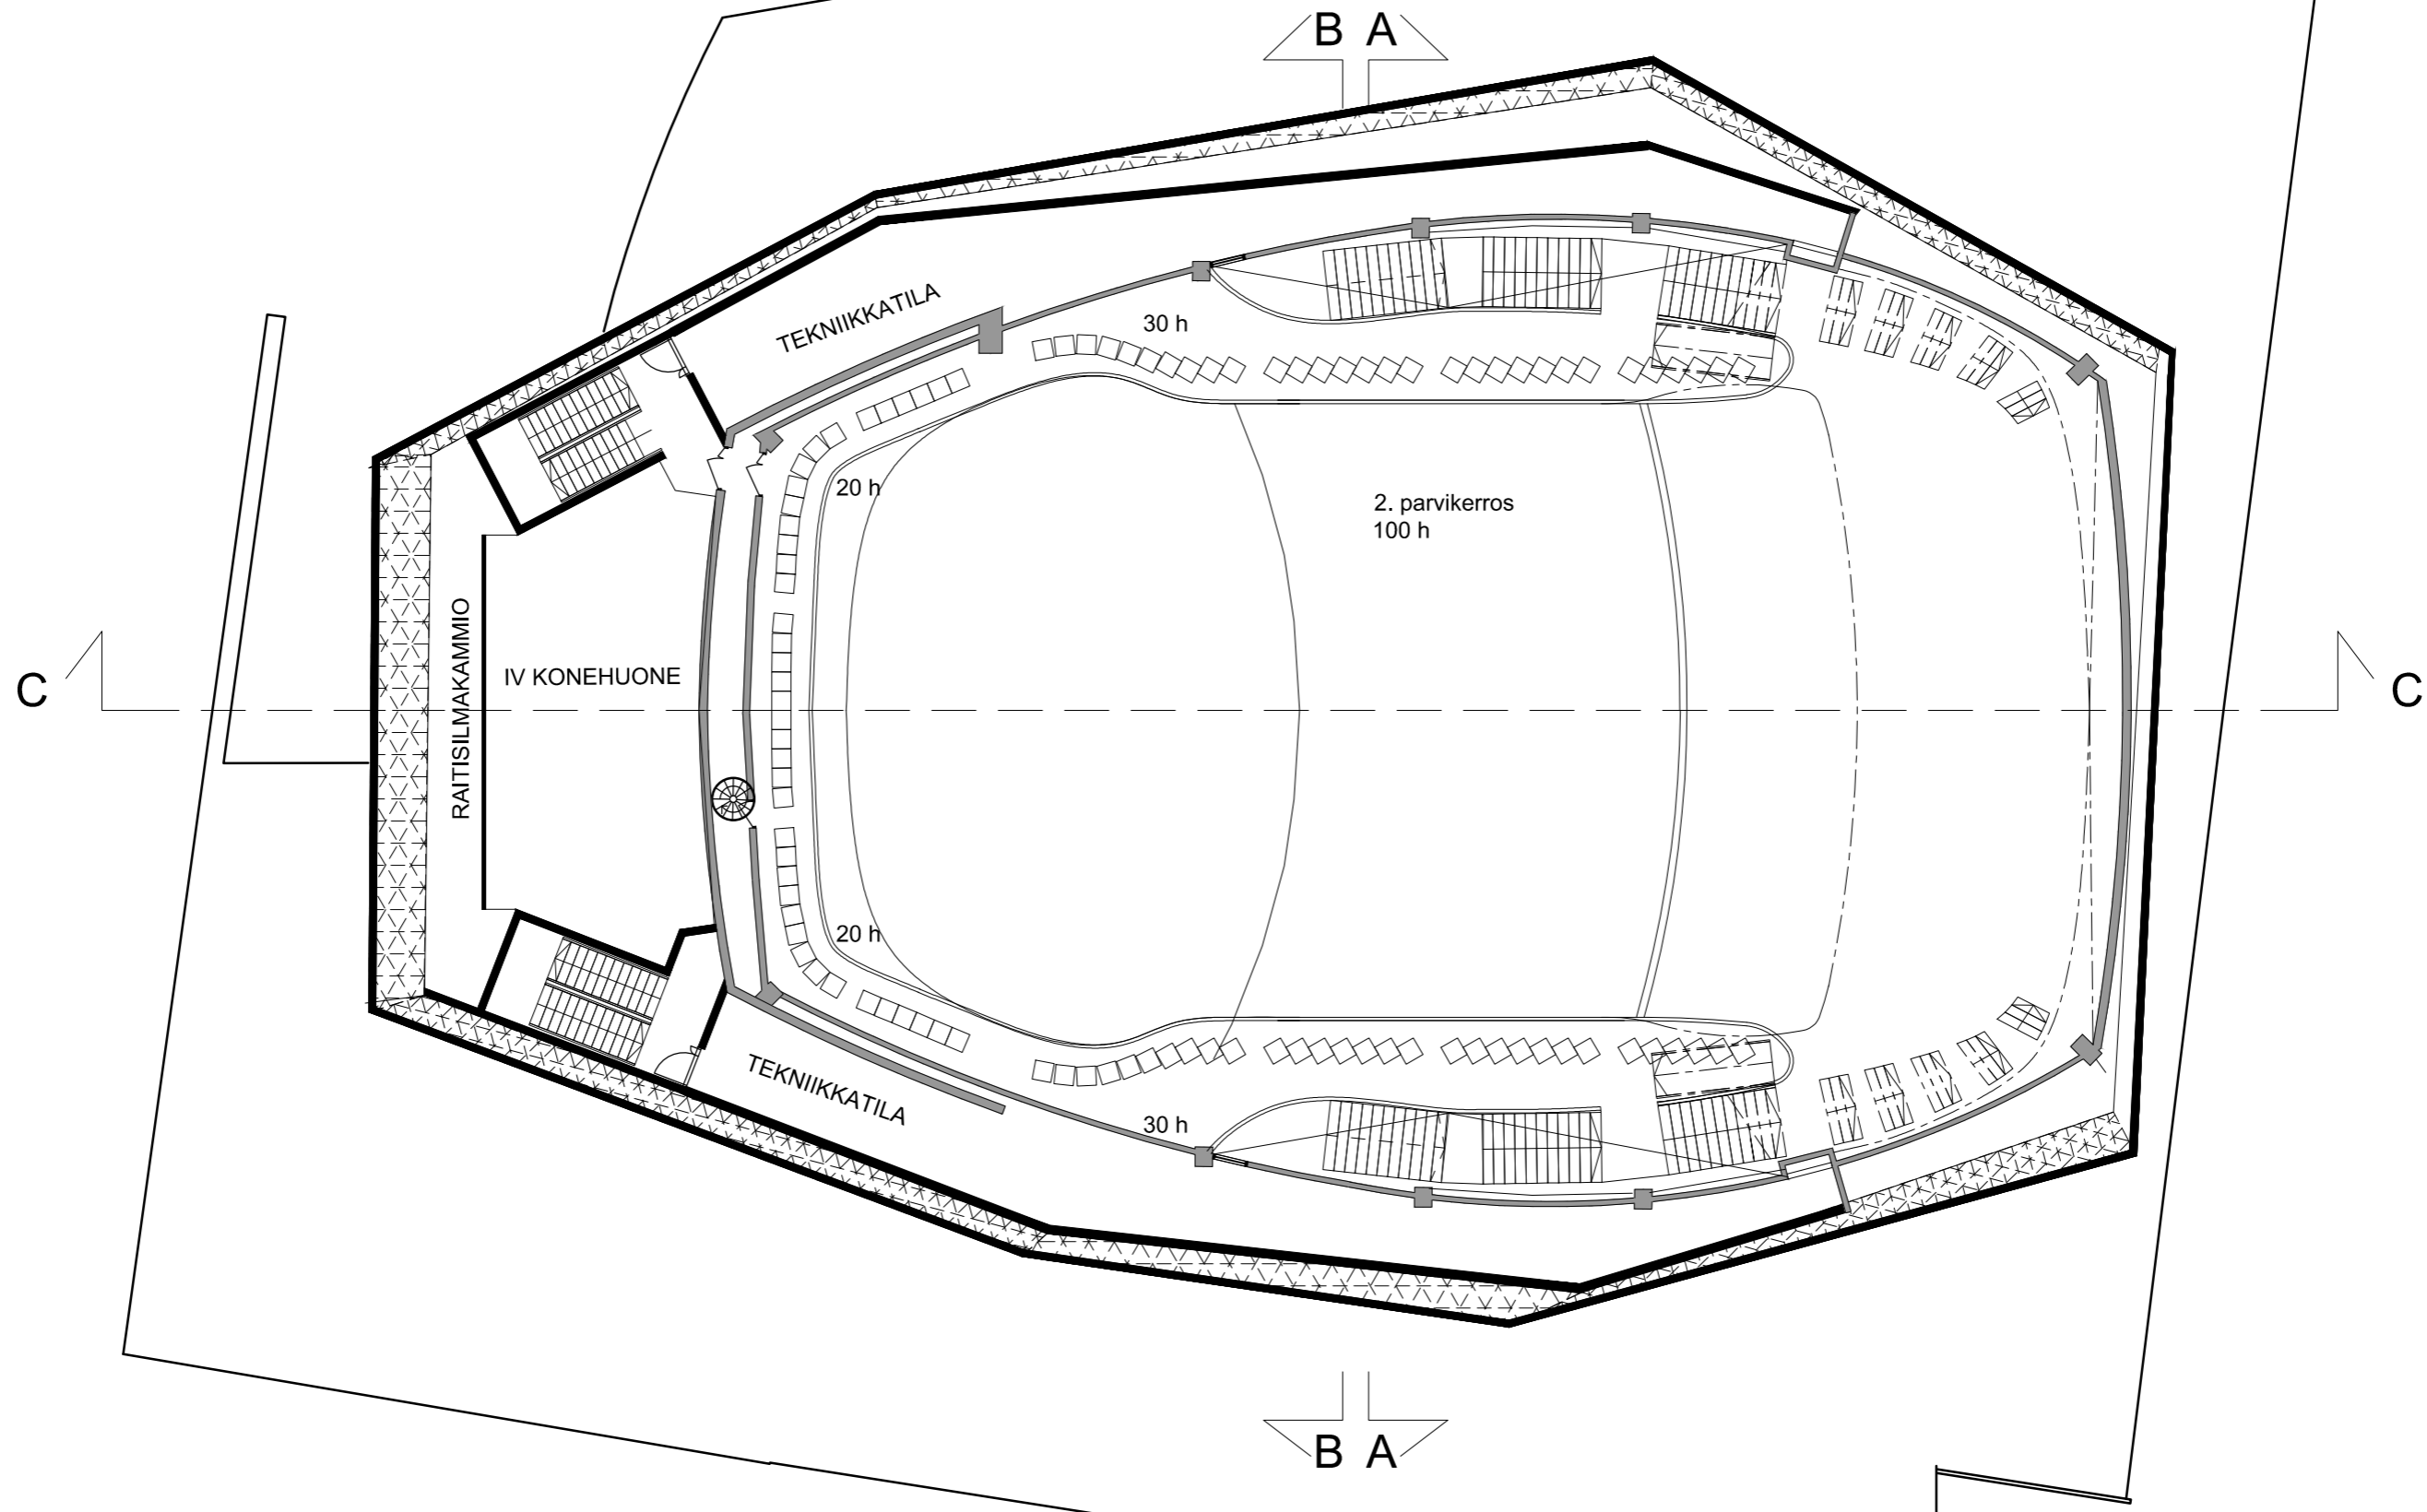 B A
TEKNIIKKATILA
30 h
20 h
2. parvikerros
100 h
RAITISILMAKAMMIO
IV KONEHUONE
C
C
20 h
TEKNIIKKATILA
30 h
B A